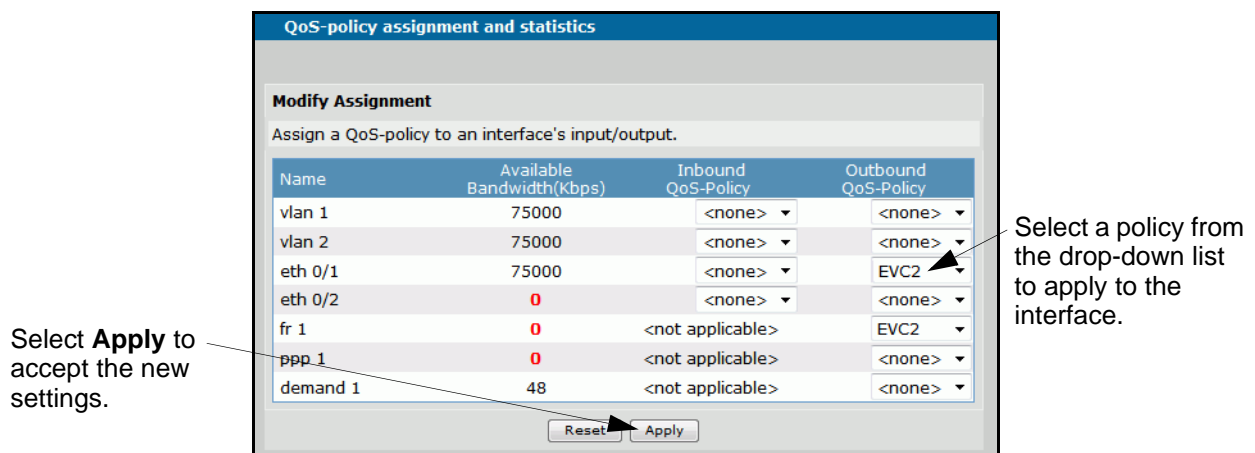 QoS-policy assignment and statistics
Modify Assignment
Assign a QoS-policy to an interface's input/output.
Name Available Bandwidth(Kbps) Inbound QoS-Policy Outbound QoS-Policy
vlan 1 75000 <none> <none>
vlan 2 75000 <none> <none>
eth 0/1 75000 <none> EVC2
eth 0/2 0 <none> <none>
fr 1 0 <not applicable> EVC2
ppp 1 0 <not applicable> <none>
demand 1 48 <not applicable> <none>
Reset Apply
Select a policy from
the drop-down list
to apply to the
interface.
Select Apply to
accept the new
settings.